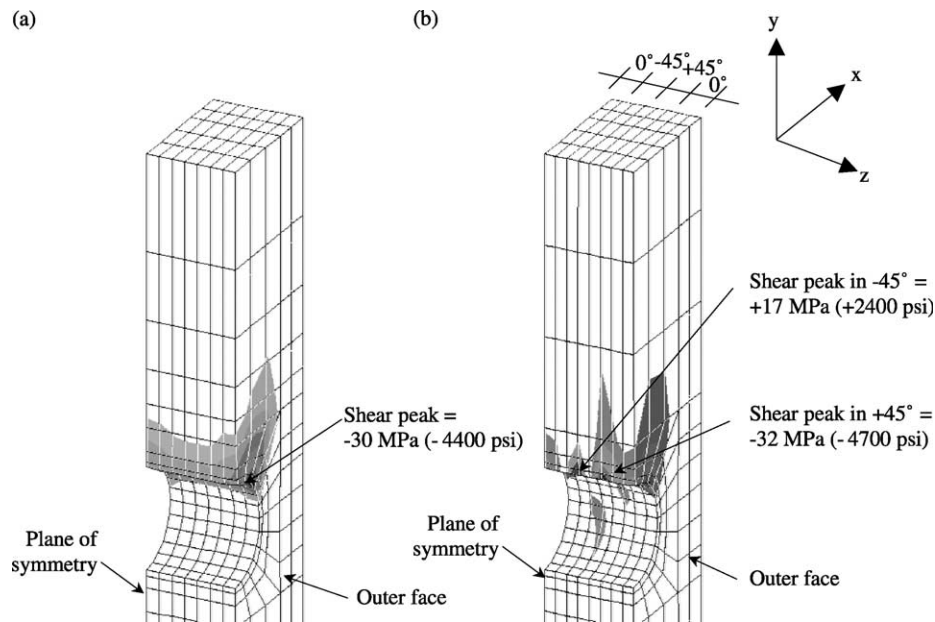 (a)
Shear peak =
-30 MPa (- 4400 psi)
Plane of
symmetry
Outer face
(b)
0˚ -45˚ +45˚ 0˚
y
x
z
Shear peak in -45˚ =
+17 MPa (+2400 psi)
Shear peak in +45˚ =
-32 MPa (- 4700 psi)
Plane of
symmetry
Outer face